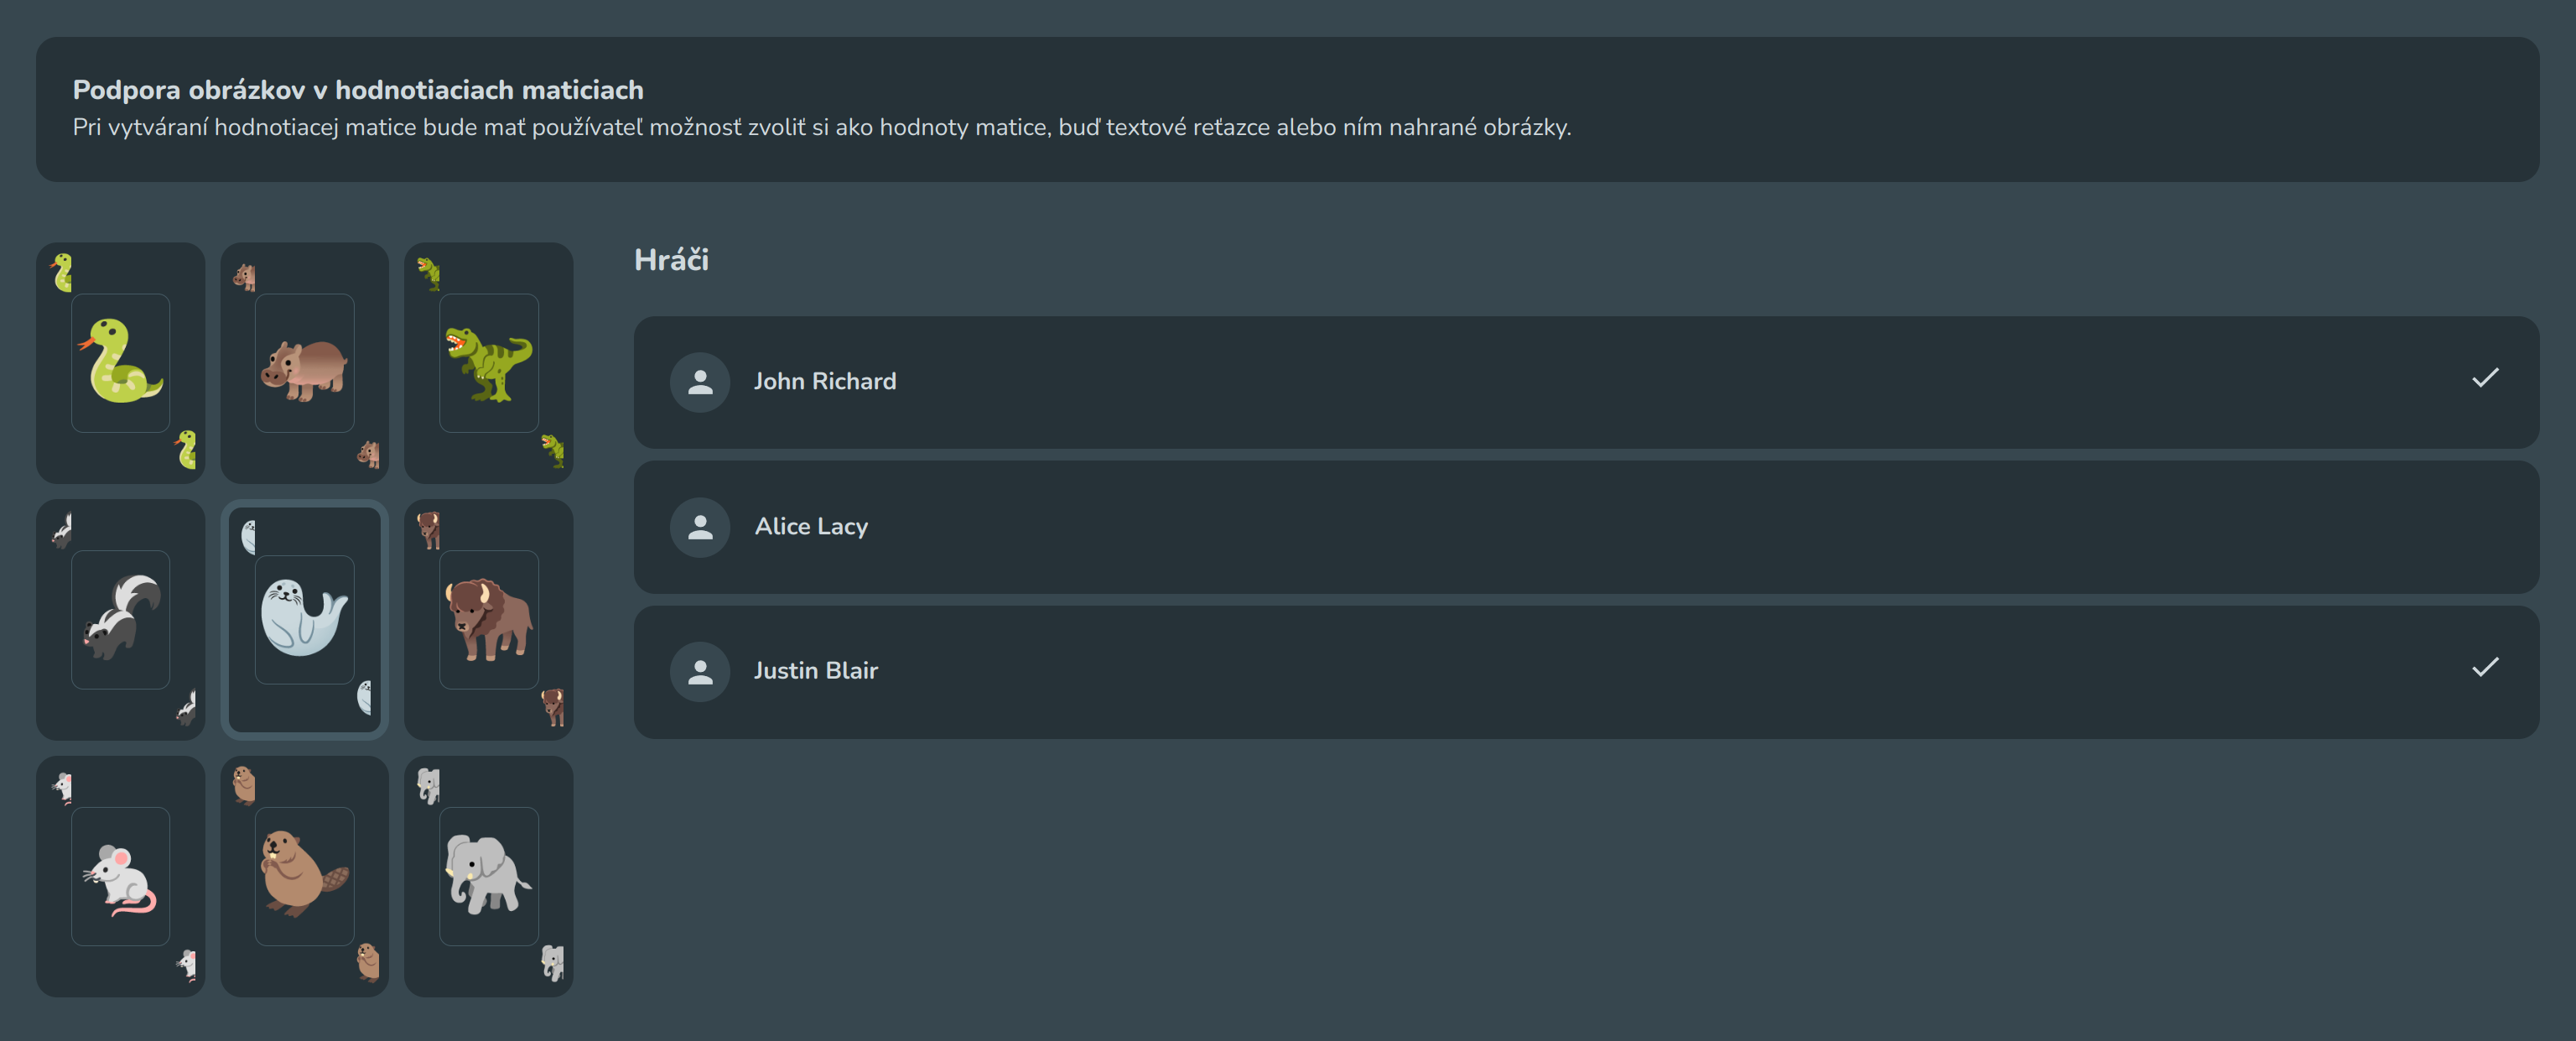 Podpora obrázkov v hodnotiaciach maticiach
Pri vytváraní hodnotiacej matice bude mať používateľ možnosť zvoliť si ako hodnoty matice, buď textové reťazce alebo ním nahrané obrázky.
Hráči
John Richard
Alice Lacy
Justin Blair